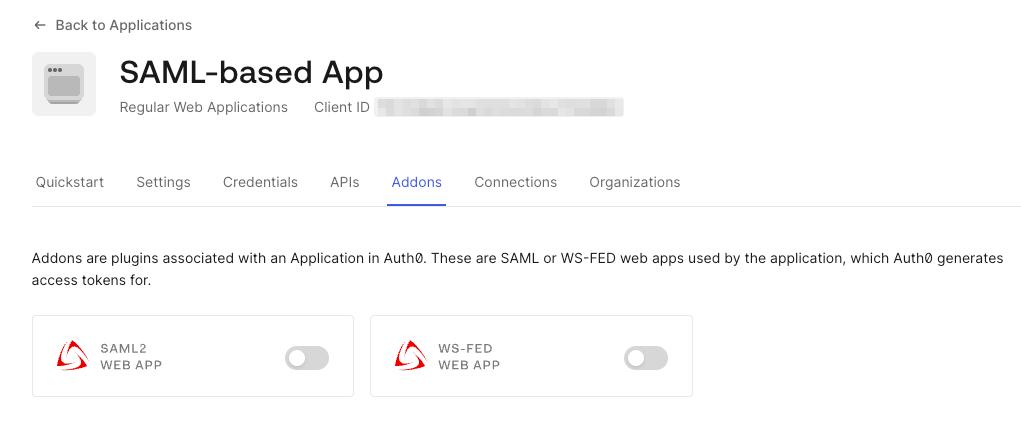 ← Back to Applications
SAML-based App
Regular Web Applications Client ID
Quickstart Settings Credentials APIs Addons Connections Organizations
Addons are plugins associated with an Application in Auth0. These are SAML or WS-FED web apps used by the application, which Auth0 generates
access tokens for.
SAML2
WEB APP
WS-FED
WEB APP